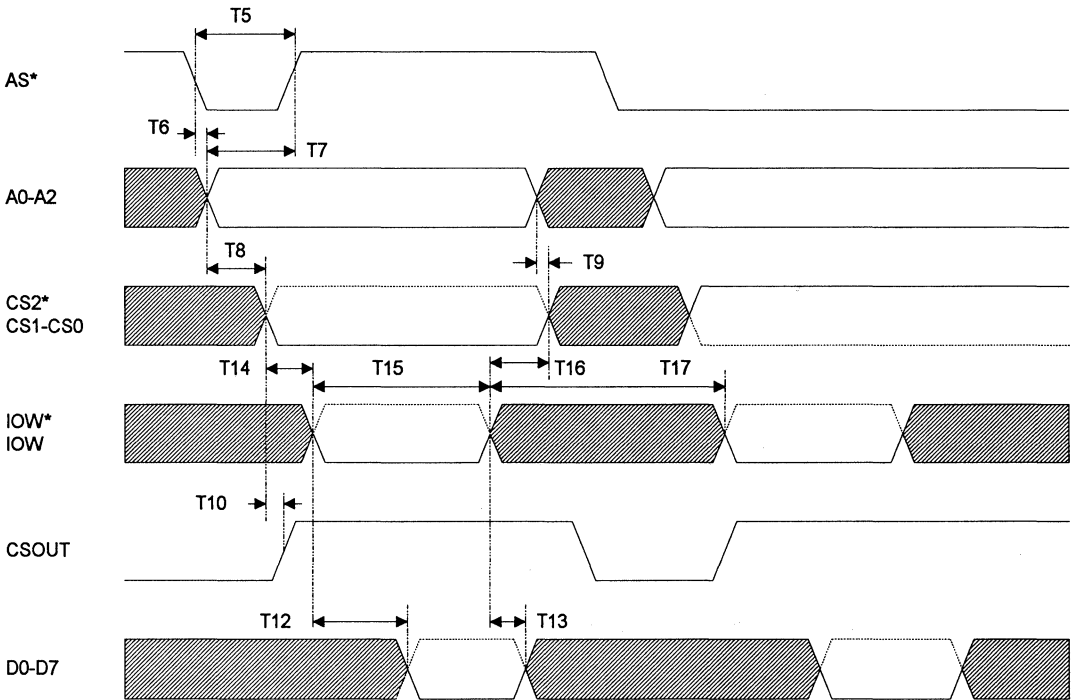 T5
AS*
T6
T7
A0-A2
T8
T9
CS2*
CS1-CS0
T14
T15
T16
T17
IOW*
IOW
T10
CSOUT
T12
T13
D0-D7